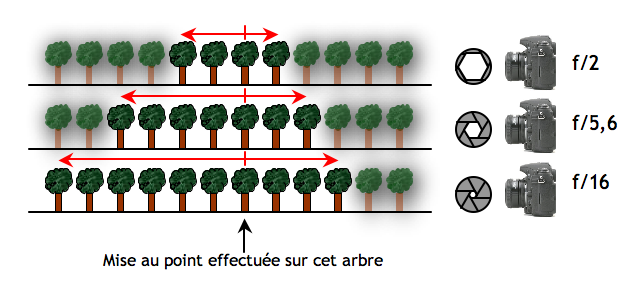 f/2
f/5,6
f/16
Mise au point effectuée sur cet arbre